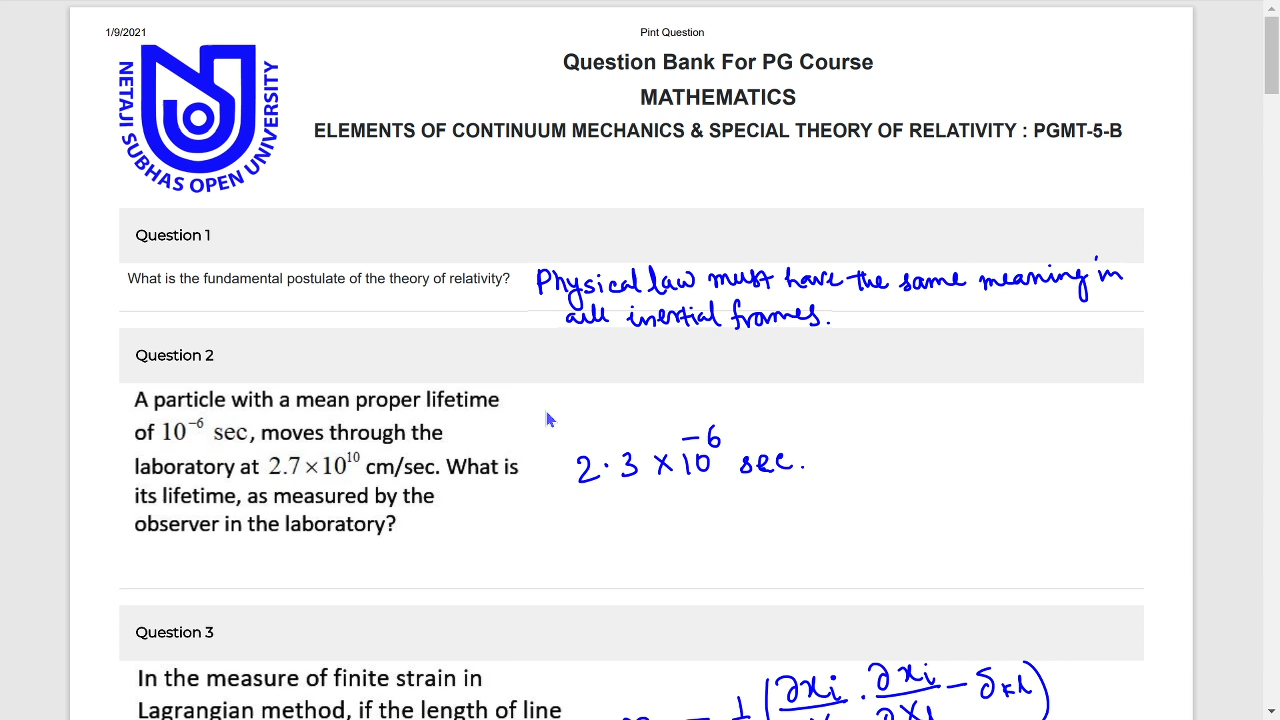 1/9/2021
Pint Question
NETAJI SUBHAS OPEN UNIVERSITY
Question Bank For PG Course
MATHEMATICS
ELEMENTS OF CONTINUUM MECHANICS & SPECIAL THEORY OF RELATIVITY : PGMT-5-B
Question 1
What is the fundamental postulate of the theory of relativity?
Physical law must have the same meaning in
all inertial frames.
Question 2
A particle with a mean proper lifetime
of 10⁻⁶ sec, moves through the
laboratory at 2.7×10¹⁰ cm/sec. What is
its lifetime, as measured by the
observer in the laboratory?
2.3 × 10⁻⁶ sec.
Question 3
In the measure of finite strain in
Lagrangian method, if the length of line
∂xᵢ . ∂xᵢ − δ